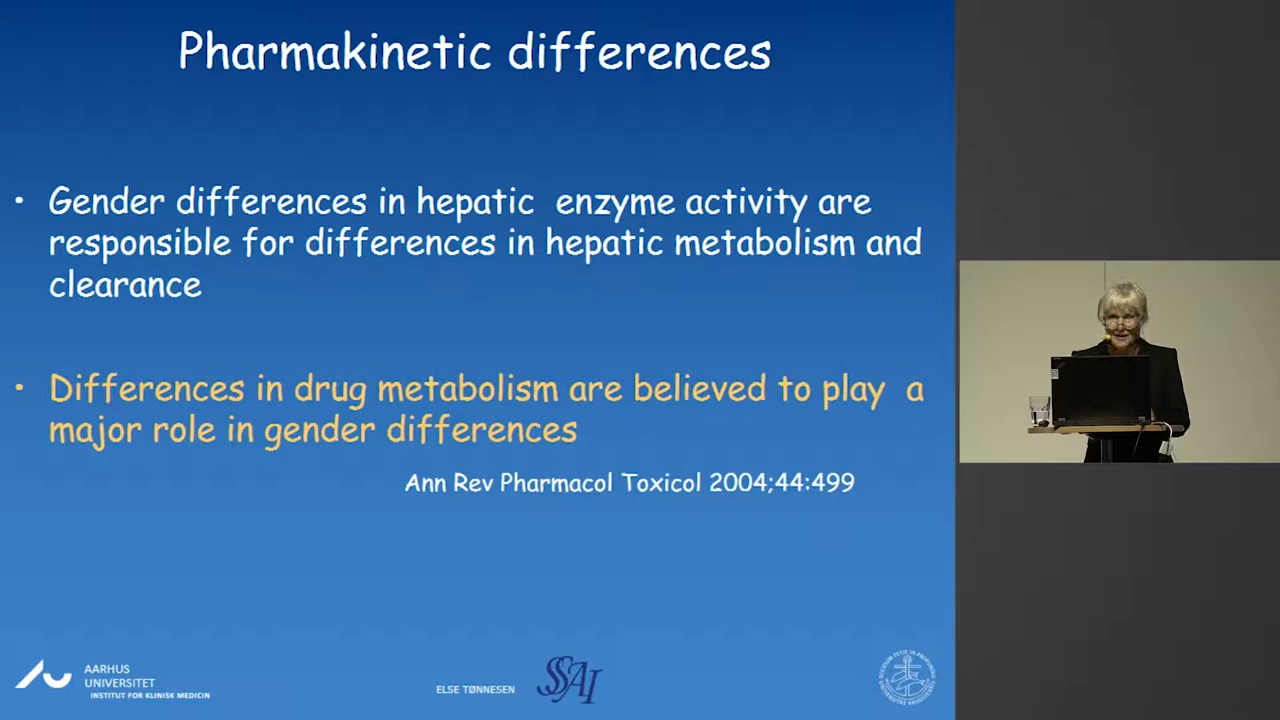 Pharmakinetic differences
• Gender differences in hepatic enzyme activity are
responsible for differences in hepatic metabolism and
clearance
• Differences in drug metabolism are believed to play a
major role in gender differences
Ann Rev Pharmacol Toxicol 2004;44:499
AARHUS
UNIVERSITET
INSTITUT FOR KLINISK MEDICIN
ELSE TØNNESEN
SSAI